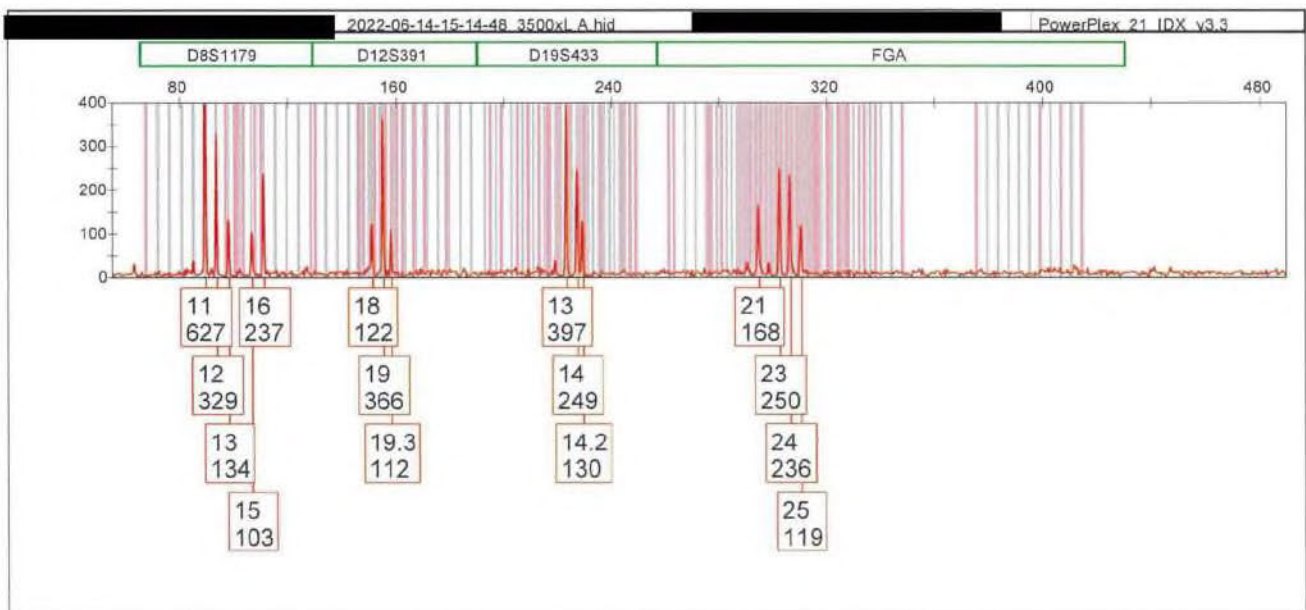 2022-06-14-15-14-48_3500xL A.hid PowerPlex_21_IDX_v3.3
D8S1179 D12S391 D19S433 FGA
80 160 240 320 400 480
400
300
200
100
0
11 16 18 13 21
627 237 122 397 168
12 19 14 23
329 366 249 250
13 19.3 14.2 24
134 112 130 236
15 25
103 119